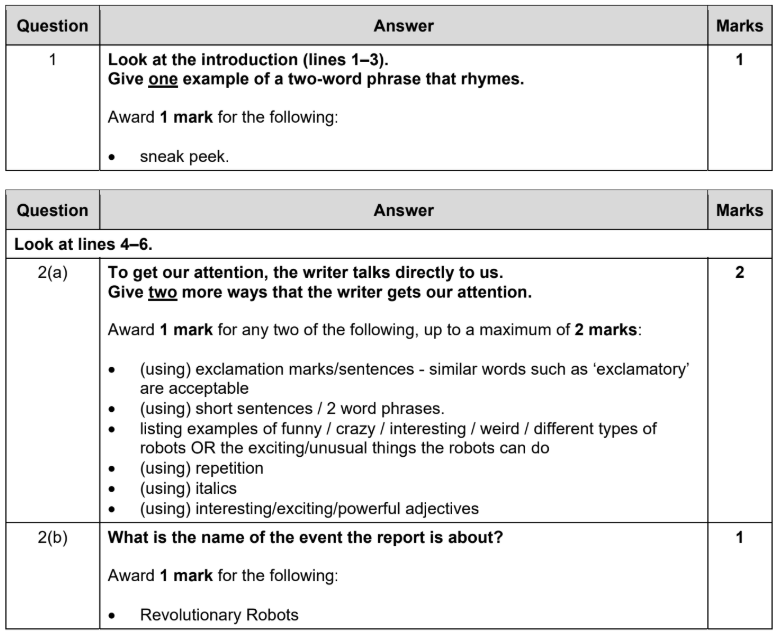 Question Answer Marks
1 Look at the introduction (lines 1–3). 1
Give one example of a two-word phrase that rhymes.
Award 1 mark for the following:
• sneak peek.
Question Answer Marks
Look at lines 4–6.
2(a) To get our attention, the writer talks directly to us. 2
Give two more ways that the writer gets our attention.
Award 1 mark for any two of the following, up to a maximum of 2 marks:
• (using) exclamation marks/sentences - similar words such as ‘exclamatory’
are acceptable
• (using) short sentences / 2 word phrases.
• listing examples of funny / crazy / interesting / weird / different types of
robots OR the exciting/unusual things the robots can do
• (using) repetition
• (using) italics
• (using) interesting/exciting/powerful adjectives
2(b) What is the name of the event the report is about? 1
Award 1 mark for the following:
• Revolutionary Robots